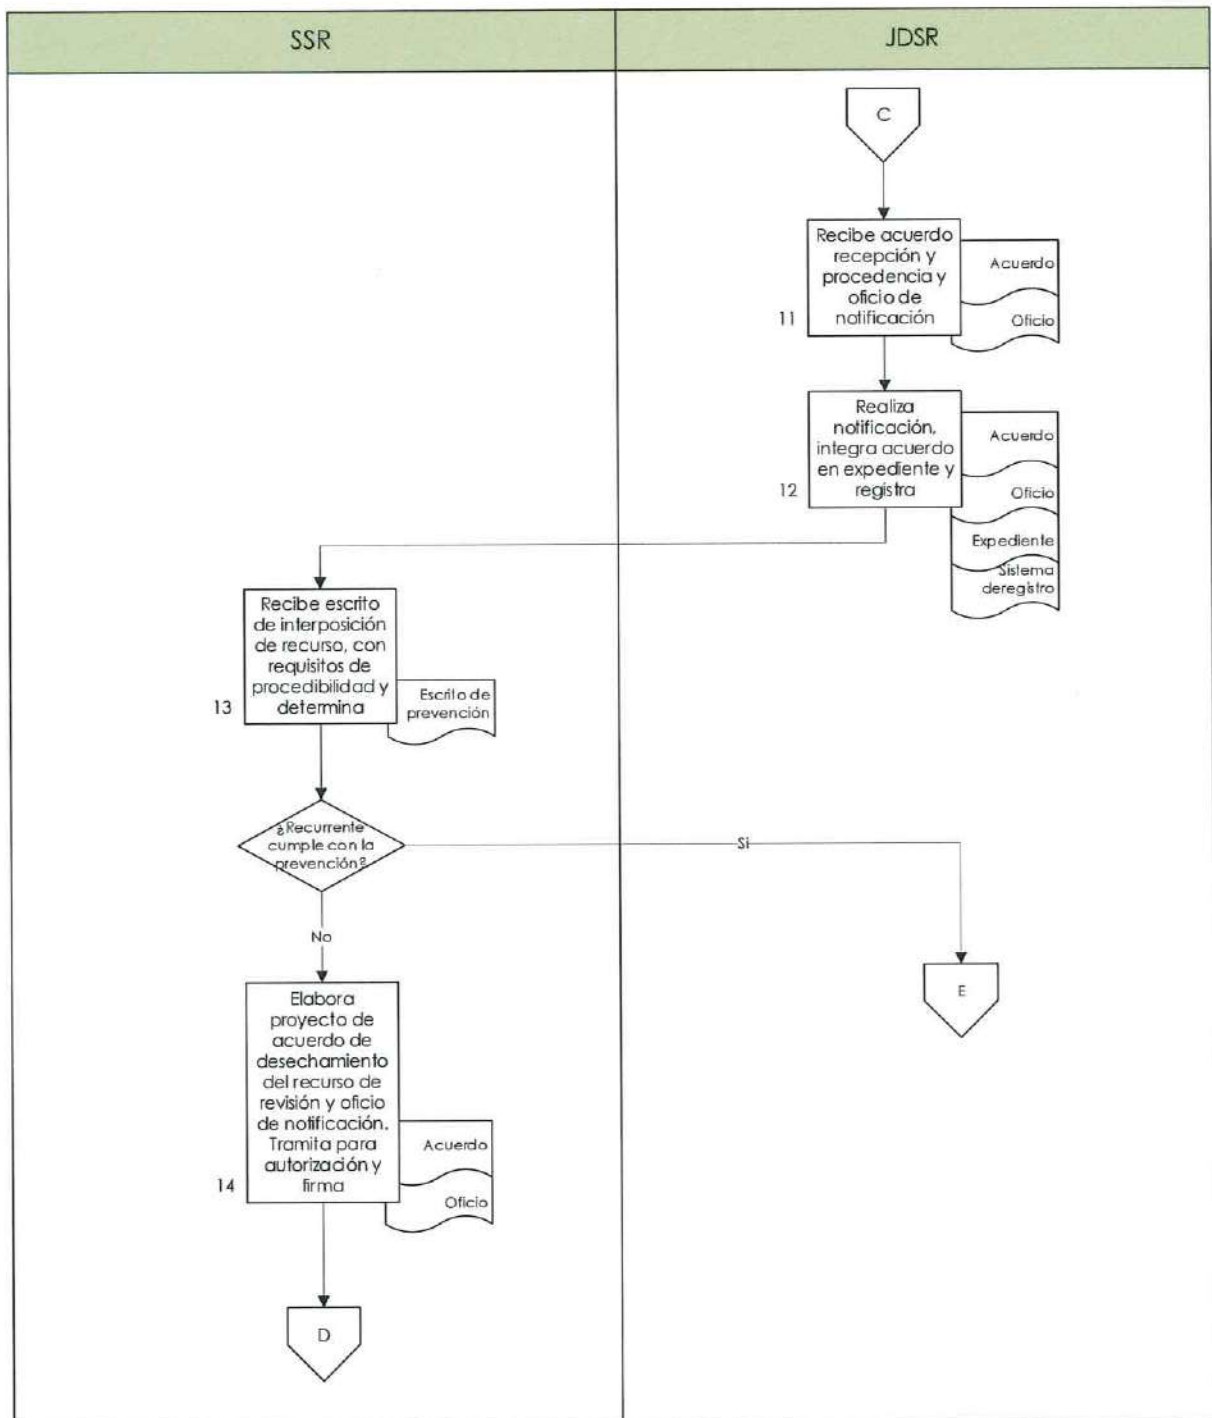 SSR
JDSR
C
Recibe acuerdo
recepción y
procedencia y
oficio de
notificación
11
Acuerdo
Oficio
Realiza
notificación,
integra acuerdo
en expediente y
registra
12
Acuerdo
Oficio
Expediente
Sistema
deregistro
Recibe escrito
de interposición
de recurso, con
requisitos de
procedibilidad y
determina
13
Escrito de
prevención
¿Recurrente
cumple con la
prevención?
Si
No
E
Elabora
proyecto de
acuerdo de
desechamiento
del recurso de
revisión y oficio
de notificación.
Tramita para
autorización y
firma
14
Acuerdo
Oficio
D